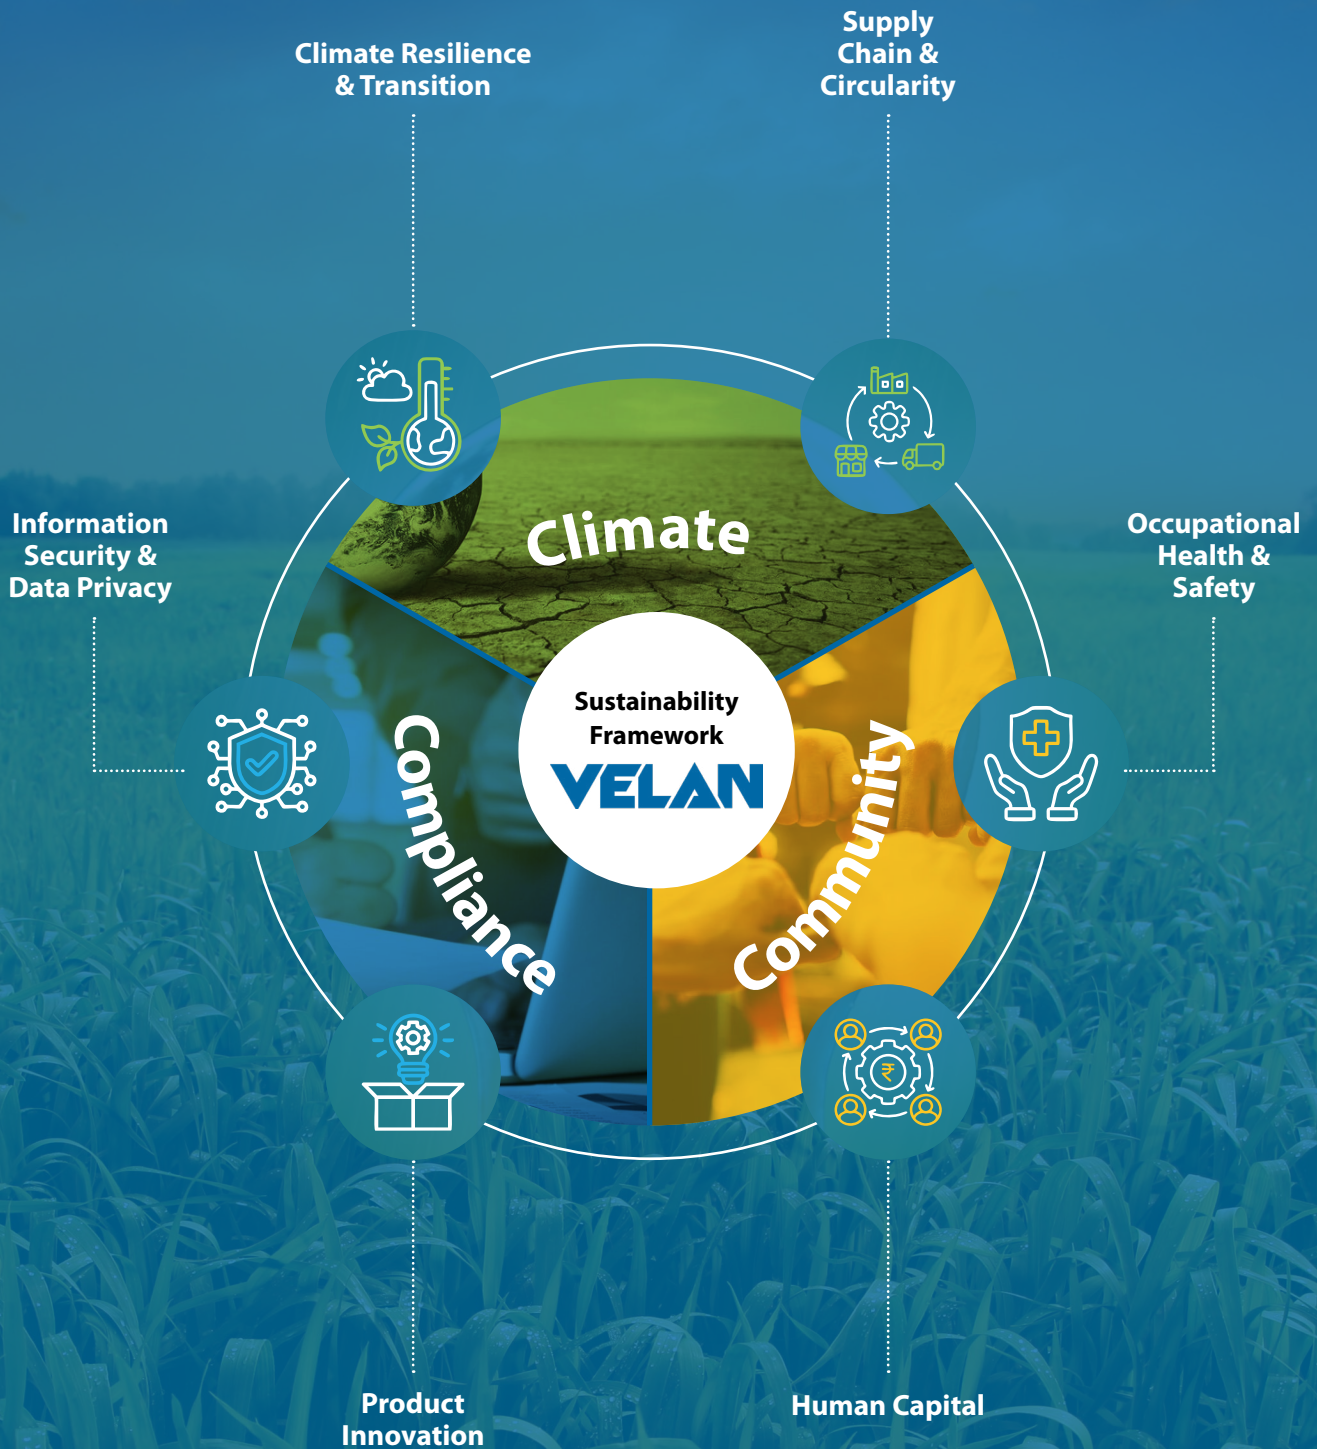 Climate Resilience
& Transition
Supply
Chain &
Circularity
Information
Security &
Data Privacy
Occupational
Health &
Safety
Climate
Compliance
Community
Sustainability
Framework
VELAN
₹
Product
Innovation
Human Capital